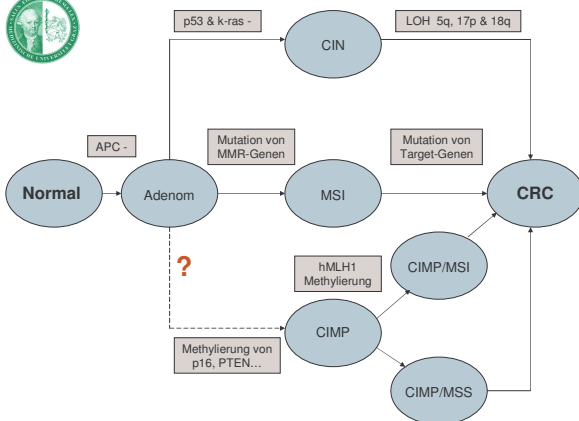 p53 & k-ras -
LOH 5q, 17p & 18q
CIN
APC -
Mutation von
MMR-Genen
Mutation von
Target-Genen
Normal
Adenom
MSI
CRC
?
hMLH1
Methylierung
CIMP/MSI
CIMP
Methylierung von
p16, PTEN…
CIMP/MSS